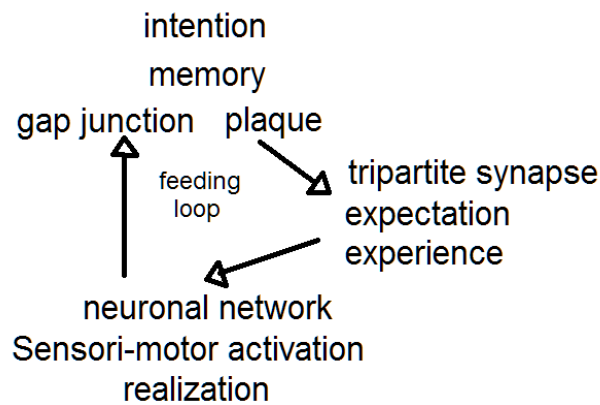 intention
memory
gap junction plaque
feeding
loop
tripartite synapse
expectation
experience
neuronal network
Sensori-motor activation
realization